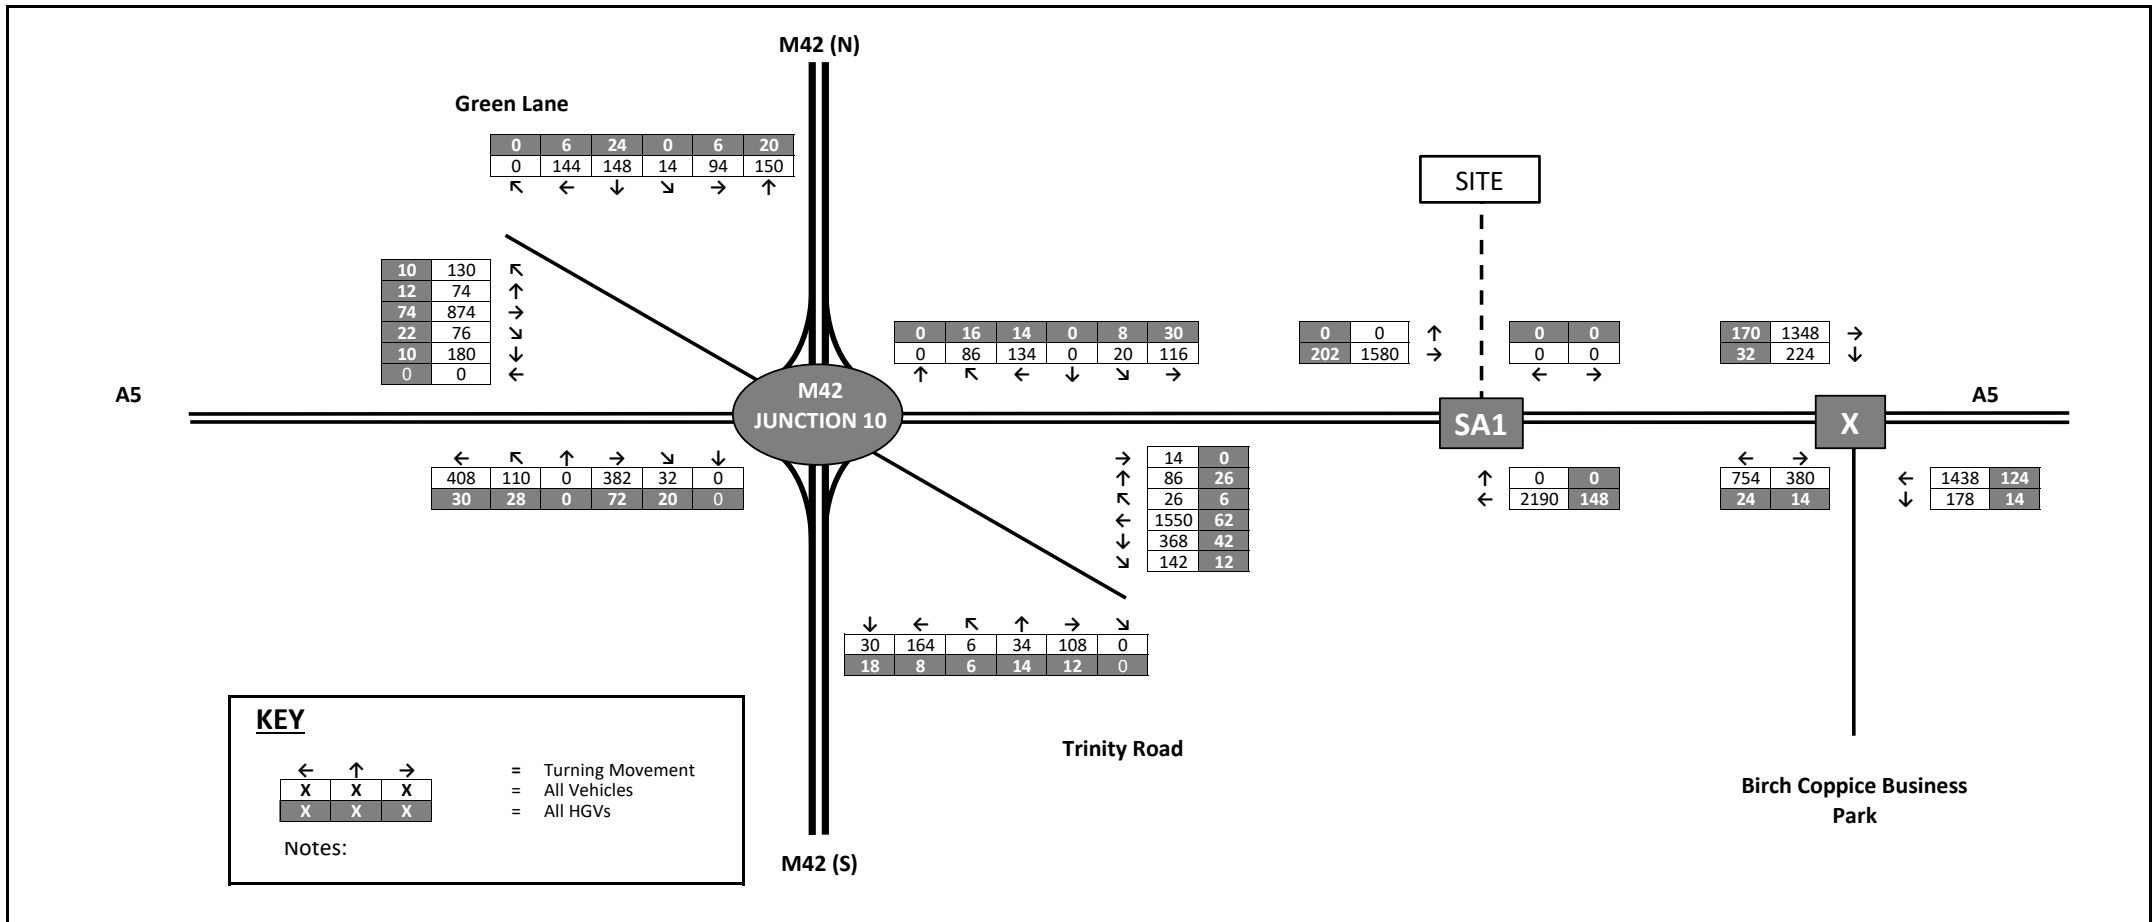 M42 (N)
Green Lane
0 6 24 0 6 20
0 144 148 14 94 150
↖ ← ↓ ↘ → ↑
SITE
10 130 ↖
12 74 ↑
74 874 →
22 76 ↘
10 180 ↓
0 0 ←
0 16 14 0 8 30
0 86 134 0 20 116
↑ ↖ ← ↓ ↘ →
0 0 ↑
202 1580 →
0 0
0 0
← →
170 1348 →
32 224 ↓
A5
M42
JUNCTION 10
SA1
X
A5
← ↖ ↑ → ↘ ↓
408 110 0 382 32 0
30 28 0 72 20 0
→ 14 0
↑ 86 26
↖ 26 6
← 1550 62
↓ 368 42
↘ 142 12
↑ 0 0
← 2190 148
← →
754 380
24 14
← 1438 124
↓ 178 14
↓ ← ↖ ↑ → ↘
30 164 6 34 108 0
18 8 6 14 12 0
Trinity Road
Birch Coppice Business
Park
M42 (S)
KEY
← ↑ → = Turning Movement
X X X = All Vehicles
X X X = All HGVs
Notes: